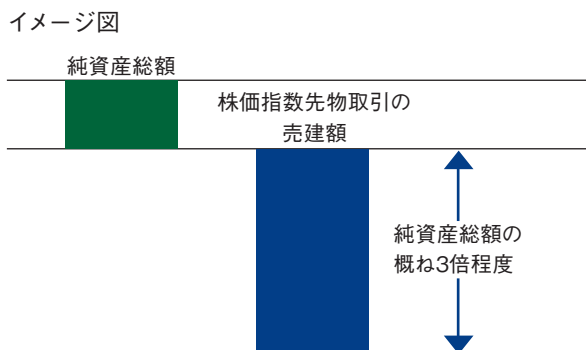 イメージ図
純資産総額
株価指数先物取引の
売建額
純資産総額の
概ね3倍程度